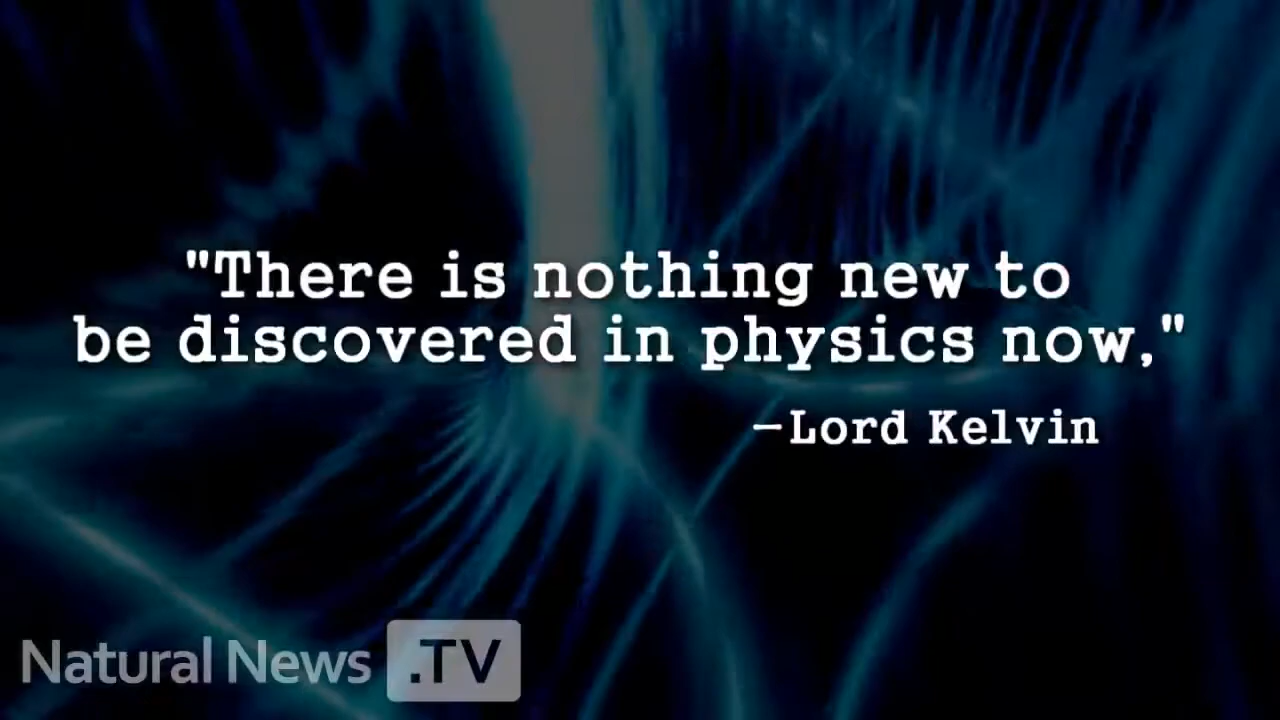 "There is nothing new to
be discovered in physics now,"
—Lord Kelvin
Natural News .TV